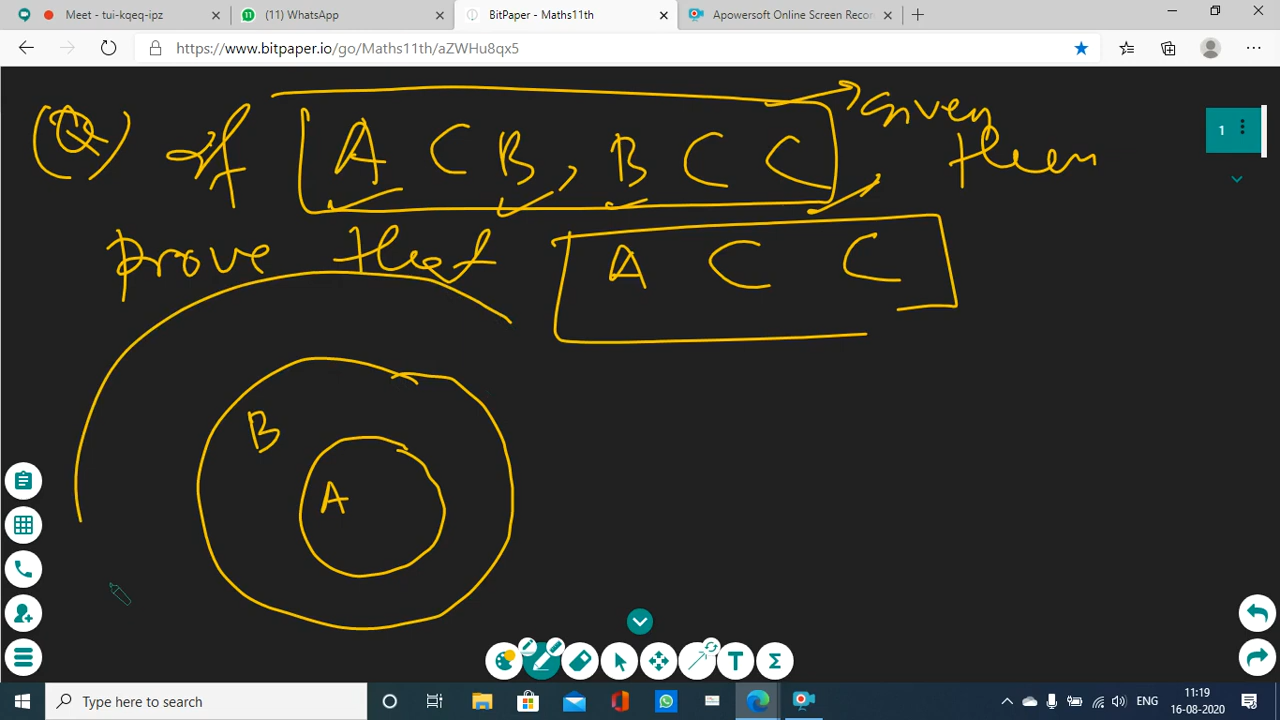 Meet - tui-kqeq-ipz
(11) WhatsApp
BitPaper - Maths11th
Apowersoft Online Screen Recor
https://www.bitpaper.io/go/Maths11th/aZWHu8qx5
(Q) If A ⊂ B, B ⊂ C, then
given
Prove that A ⊂ C
B
A
1
T
Σ
Type here to search
ENG
11:19
16-08-2020